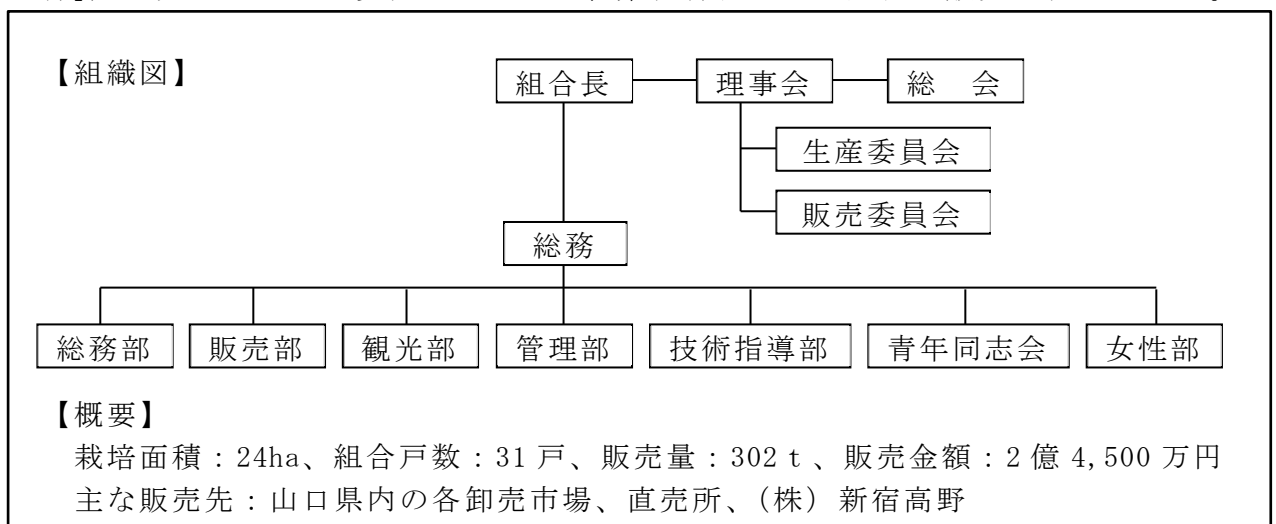 【組織図】
組合長
理事会
総　会
生産委員会
販売委員会
総務
総務部
販売部
観光部
管理部
技術指導部
青年同志会
女性部
【概要】
栽培面積：24ha、組合戸数：31戸、販売量：302ｔ、販売金額：2億4,500万円
主な販売先：山口県内の各卸売市場、直売所、（株）新宿高野